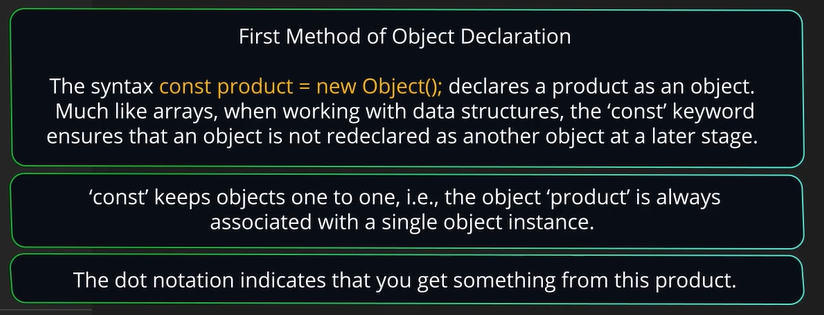 First Method of Object Declaration
The syntax const product = new Object(); declares a product as an object.
Much like arrays, when working with data structures, the ‘const’ keyword
ensures that an object is not redeclared as another object at a later stage.
‘const’ keeps objects one to one, i.e., the object ‘product’ is always
associated with a single object instance.
The dot notation indicates that you get something from this product.